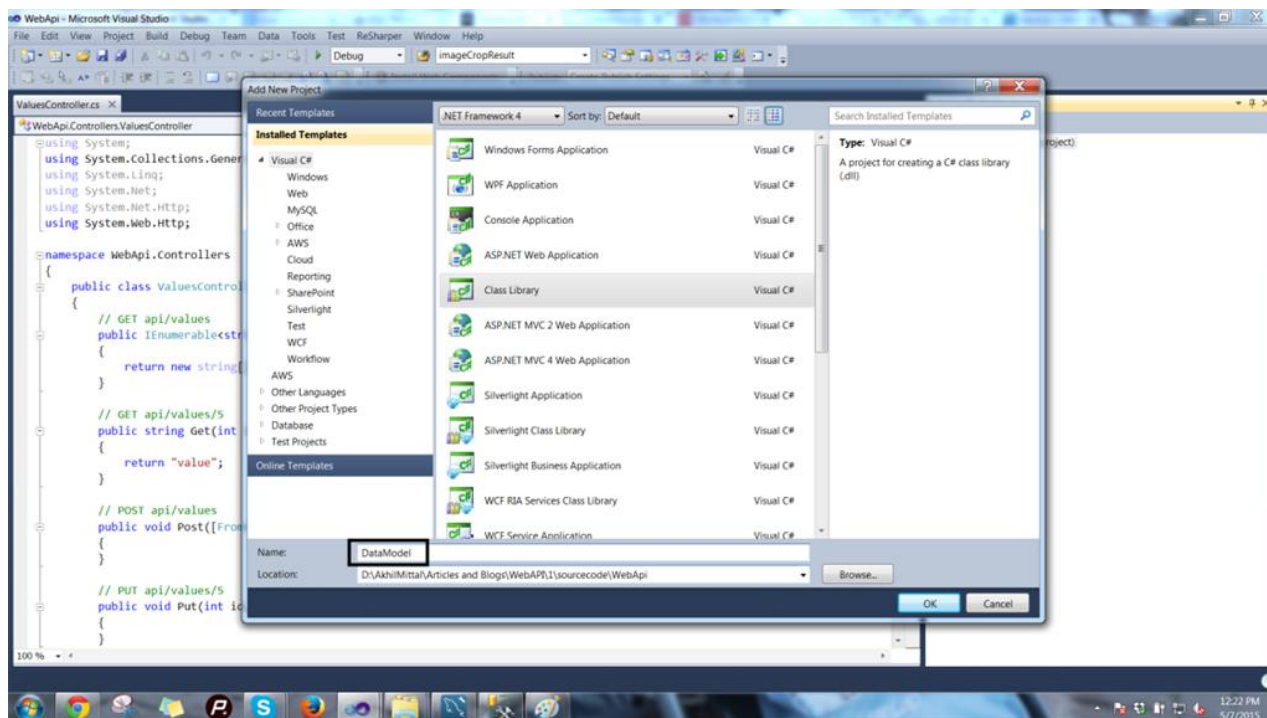 WebApi - Microsoft Visual Studio
File Edit View Project Build Debug Team Data Tools Test ReSharper Window Help
Debug
imageCropResult
ValuesController.cs
WebApi.Controllers.ValuesController
using System;
using System.Collections.Gener
using System.Linq;
using System.Net;
using System.Net.Http;
using System.Web.Http;
namespace WebApi.Controllers
{
public class ValuesControl
{
// GET api/values
public IEnumerable<str
{
return new string[
}
// GET api/values/5
public string Get(int
{
return "value";
}
// POST api/values
public void Post([Fro
{
}
// PUT api/values/5
public void Put(int i
{
}
100 %
Add New Project
Recent Templates
Installed Templates
Visual C#
Windows
Web
MySQL
Office
AWS
Cloud
Reporting
SharePoint
Silverlight
Test
WCF
Workflow
AWS
Other Languages
Other Project Types
Database
Test Projects
Online Templates
.NET Framework 4 Sort by: Default
Search Installed Templates
Windows Forms Application Visual C#
WPF Application Visual C#
Console Application Visual C#
ASP.NET Web Application Visual C#
Class Library Visual C#
ASP.NET MVC 2 Web Application Visual C#
ASP.NET MVC 4 Web Application Visual C#
Silverlight Application Visual C#
Silverlight Class Library Visual C#
Silverlight Business Application Visual C#
WCF RIA Services Class Library Visual C#
WCF Service Application Visual C#
Type: Visual C#
A project for creating a C# class library
(.dll)
roject)
Name: DataModel
Location: D:\AkhilMittal\Articles and Blogs\WebAPI\1\sourcecode\WebApi
Browse...
OK Cancel
12:22 PM
5/7/2015